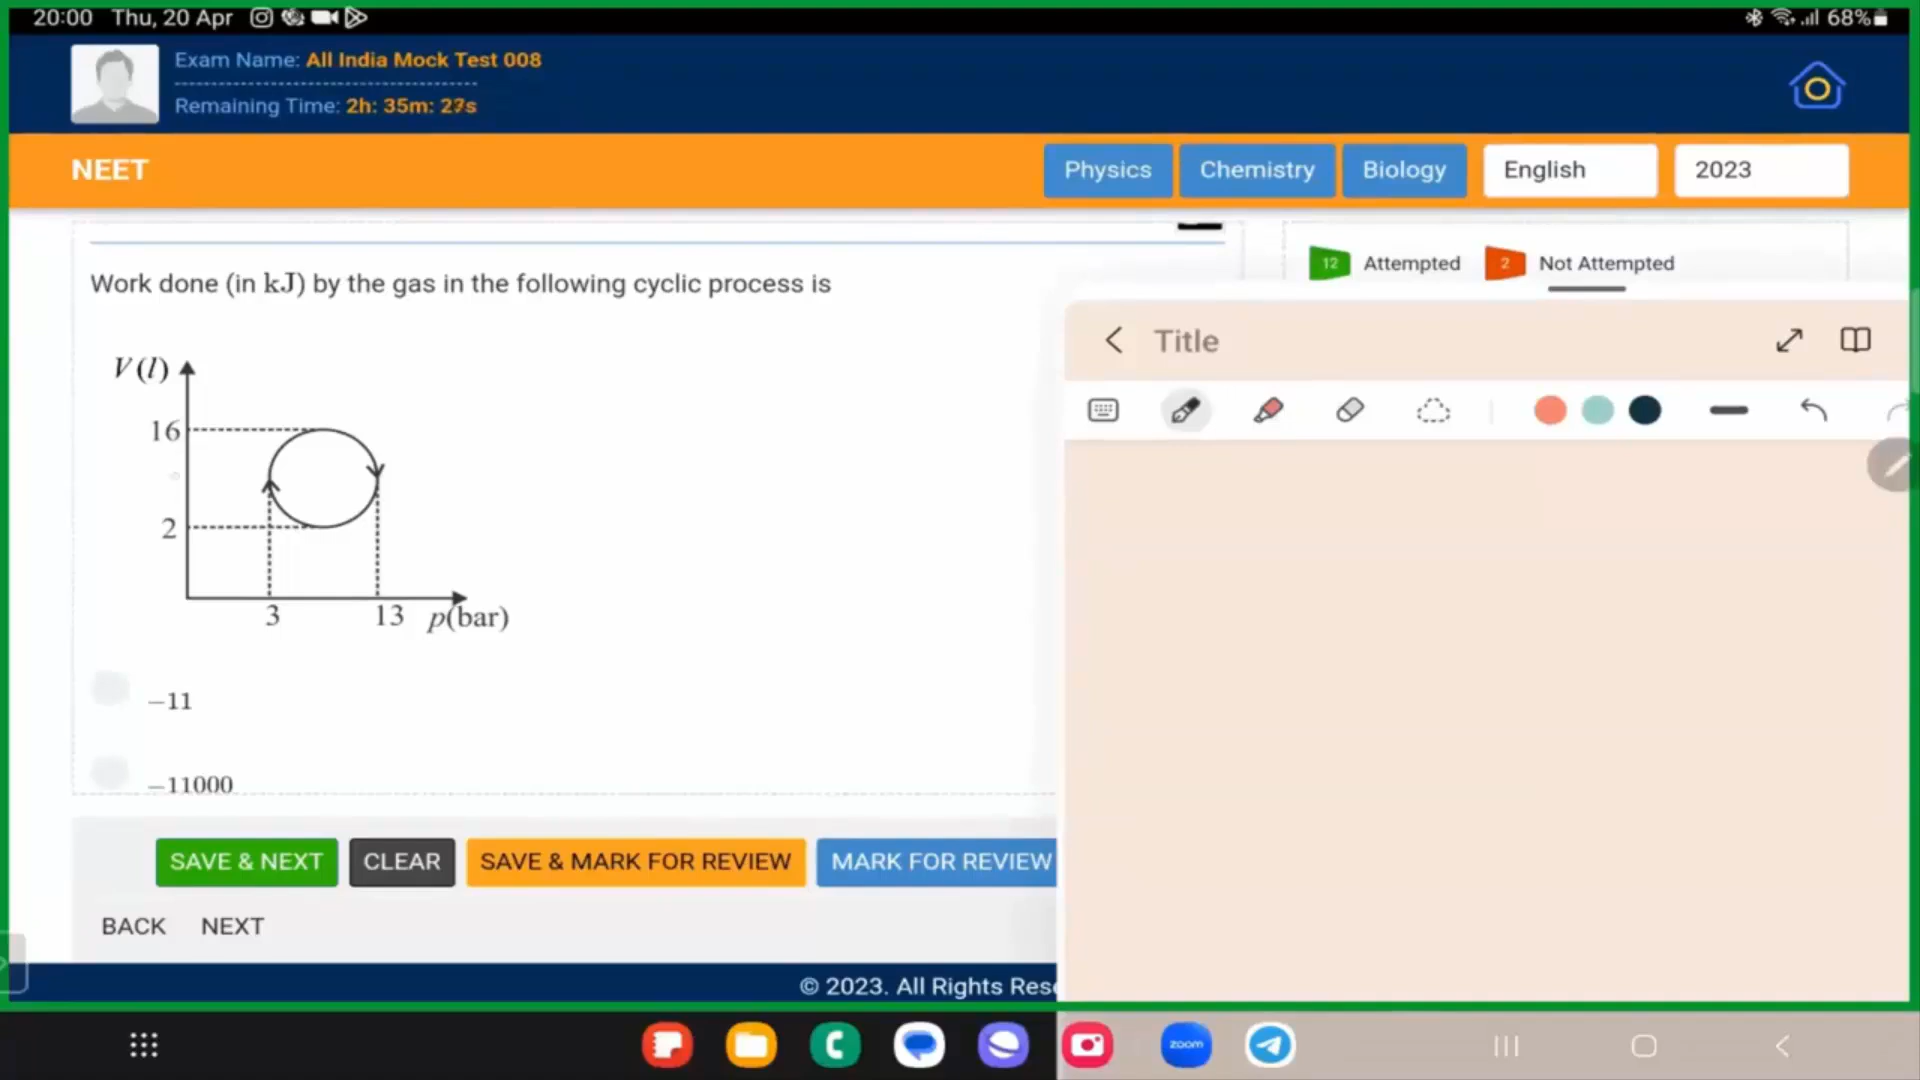 20:00 Thu, 20 Apr
68%
Exam Name: All India Mock Test 008
Remaining Time: 2h: 35m: 27s
NEET
Physics
Chemistry
Biology
English
2023
12 Attempted
2 Not Attempted
Work done (in kJ) by the gas in the following cyclic process is
V(l)
16
2
3
13
p(bar)
−11
−11000
Title
SAVE & NEXT
CLEAR
SAVE & MARK FOR REVIEW
MARK FOR REVIEW
BACK
NEXT
© 2023. All Rights Rese
zoom